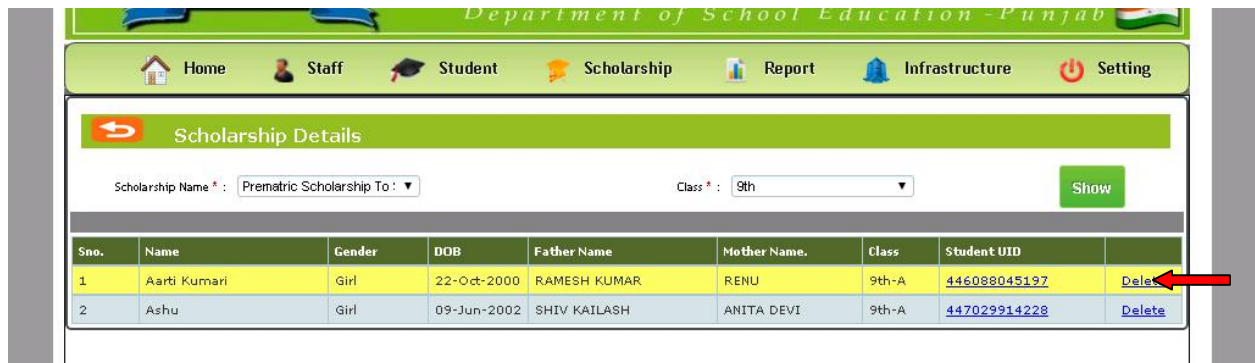 Department of School Education - Punjab
Home Staff Student Scholarship Report Infrastructure Setting
Scholarship Details
Scholarship Name * : Prematric Scholarship To Class * : 9th Show
Sno. Name Gender DOB Father Name Mother Name. Class Student UID
1 Aarti Kumari Girl 22-Oct-2000 RAMESH KUMAR RENU 9th-A 446088045197 Delete
2 Ashu Girl 09-Jun-2002 SHIV KAILASH ANITA DEVI 9th-A 447029914228 Delete